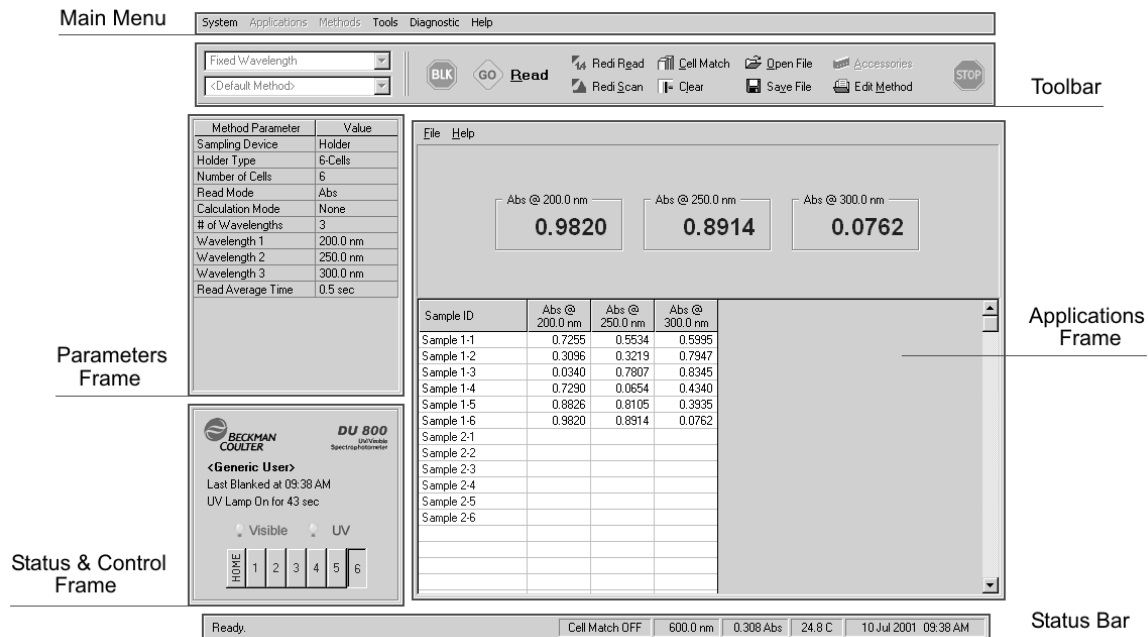 Main Menu
System Applications Methods Tools Diagnostic Help
Toolbar
Fixed Wavelength
<Default Method>
BLK
GO
Read
Redi Read
Redi Scan
Cell Match
Clear
Open File
Save File
Accessories
Edit Method
STOP
Parameters
Frame
Method Parameter Value
Sampling Device Holder
Holder Type 6-Cells
Number of Cells 6
Read Mode Abs
Calculation Mode None
# of Wavelengths 3
Wavelength 1 200.0 nm
Wavelength 2 250.0 nm
Wavelength 3 300.0 nm
Read Average Time 0.5 sec
Applications
Frame
File Help
Abs @ 200.0 nm
0.9820
Abs @ 250.0 nm
0.8914
Abs @ 300.0 nm
0.0762
Sample ID Abs @ 200.0 nm Abs @ 250.0 nm Abs @ 300.0 nm
Sample 1-1 0.7255 0.5534 0.5995
Sample 1-2 0.3096 0.3219 0.7947
Sample 1-3 0.0340 0.7807 0.8345
Sample 1-4 0.7290 0.0654 0.4340
Sample 1-5 0.8826 0.8105 0.3935
Sample 1-6 0.9820 0.8914 0.0762
Sample 2-1
Sample 2-2
Sample 2-3
Sample 2-4
Sample 2-5
Sample 2-6
Status & Control
Frame
BECKMAN
COULTER
DU 800
UV/Visible
Spectrophotometer
<Generic User>
Last Blanked at 09:38 AM
UV Lamp On for 43 sec
Visible UV
HOME 1 2 3 4 5 6
Status Bar
Ready. Cell Match OFF 600.0 nm 0.308 Abs 24.8 C 10 Jul 2001 09:38 AM